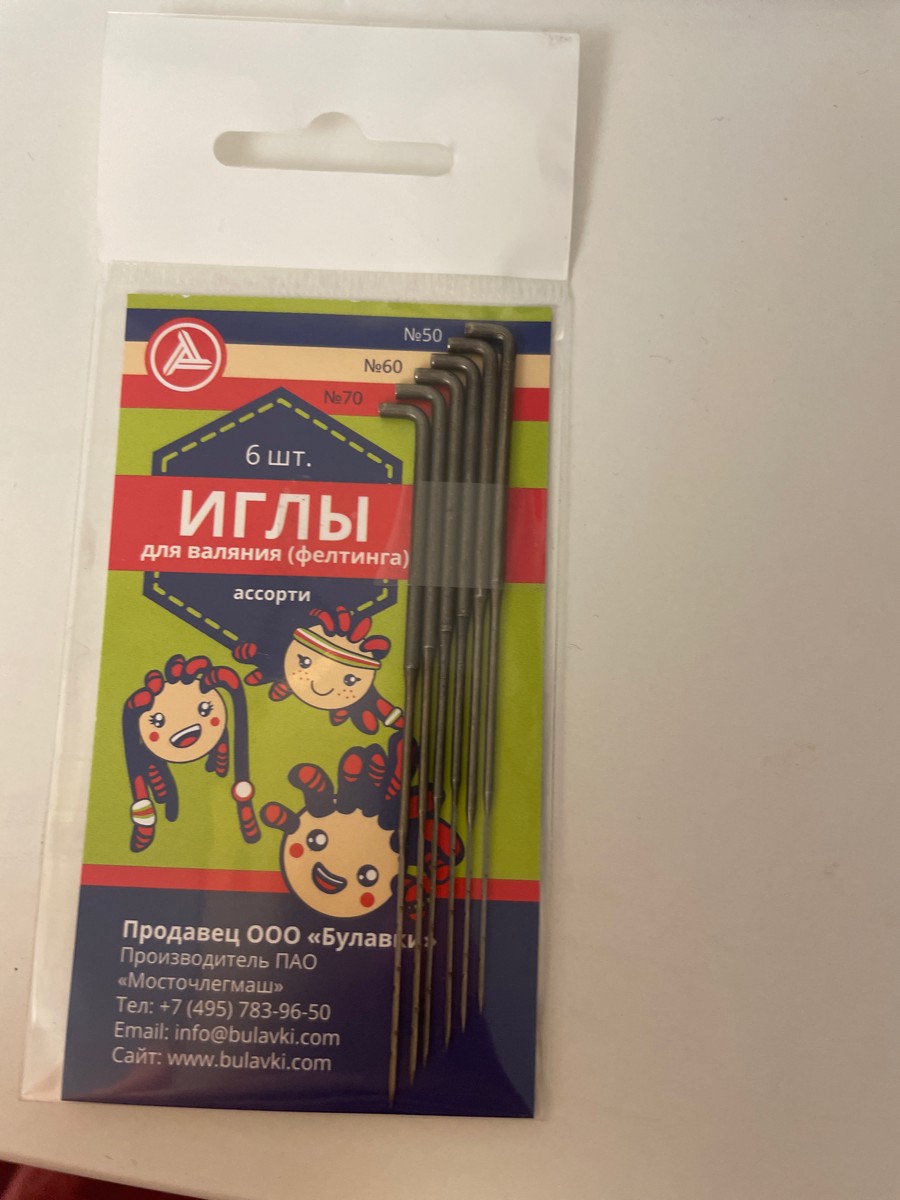 №50
№60
№70
6 шт.
ИГЛЫ
для валяния (фелтинга)
ассорти
Продавец ООО «Булавки»
Производитель ПАО
«Мосточлегмаш»
Тел: +7 (495) 783-96-50
Email: info@bulavki.com
Сайт: www.bulavki.com